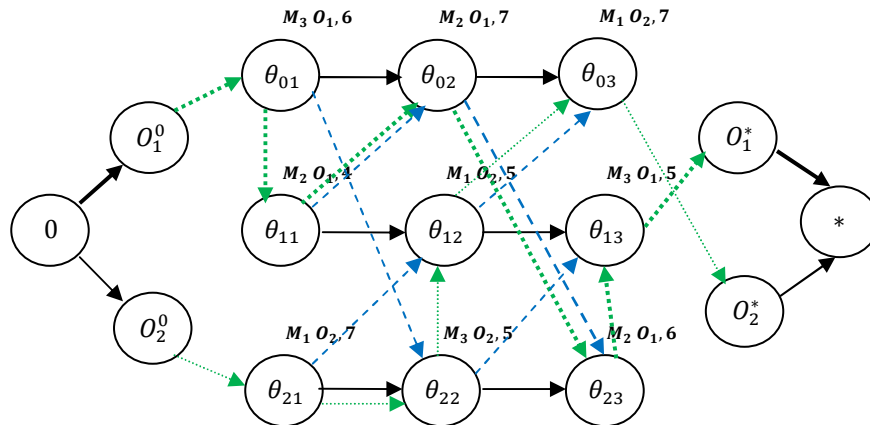 M₃ O₁, 6 M₂ O₁, 7 M₁ O₂, 7
θ₀₁ θ₀₂ θ₀₃
O₁⁰ O₁*
M₂ O₁, 4 M₁ O₂, 5 M₃ O₁, 5
0 θ₁₁ θ₁₂ θ₁₃ *
O₂⁰ O₂*
M₁ O₂, 7 M₃ O₂, 5 M₂ O₁, 6
θ₂₁ θ₂₂ θ₂₃